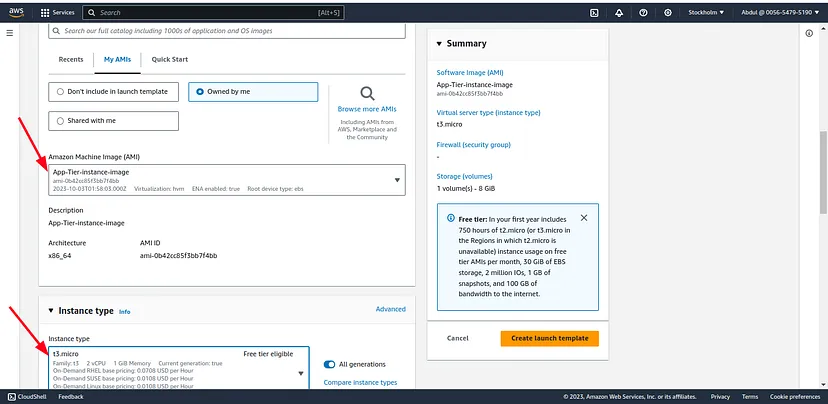 aws
Services
Search
[Alt+S]
Stockholm
Abdul @ 0056-5479-5190
Search our full catalog including 1000s of application and OS images
Recents
My AMIs
Quick Start
Don't include in launch template
Owned by me
Shared with me
Browse more AMIs
Including AMIs from
AWS, Marketplace and
the Community
Amazon Machine Image (AMI)
App-Tier-instance-image
ami-0b42cc85f3bb7f4bb
2023-10-03T01:58:03.000Z Virtualization: hvm ENA enabled: true Root device type: ebs
Description
App-Tier-instance-image
Architecture
AMI ID
x86_64
ami-0b42cc85f3bb7f4bb
Instance type
Info
Advanced
Instance type
t3.micro
Free tier eligible
Family: t3 2 vCPU 1 GiB Memory Current generation: true
On-Demand RHEL base pricing: 0.0708 USD per Hour
On-Demand SUSE base pricing: 0.0108 USD per Hour
On-Demand Linux base pricing: 0.0108 USD per Hour
All generations
Compare instance types
Summary
Software Image (AMI)
App-Tier-instance-image
ami-0b42cc85f3bb7f4bb
Virtual server type (instance type)
t3.micro
Firewall (security group)
-
Storage (volumes)
1 volume(s) - 8 GiB
Free tier: In your first year includes
750 hours of t2.micro (or t3.micro in
the Regions in which t2.micro is
unavailable) instance usage on free
tier AMIs per month, 30 GiB of EBS
storage, 2 million IOs, 1 GB of
snapshots, and 100 GB of
bandwidth to the internet.
Cancel
Create launch template
CloudShell
Feedback
© 2023, Amazon Web Services, Inc. or its affiliates.
Privacy
Terms
Cookie preferences